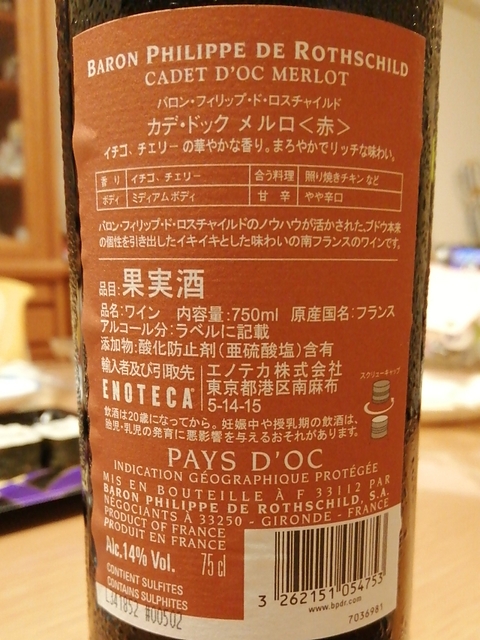 BARON PHILIPPE DE ROTHSCHILD
CADET D'OC MERLOT
バロン・フィリップ・ド・ロスチャイルド
カデ・ドック メルロ<赤>
イチゴ、チェリーの華やかな香り。まろやかでリッチな味わい。
香り イチゴ、チェリー 合う料理 照り焼きチキンなど
ボディ ミディアムボディ 甘辛 やや辛口
バロン・フィリップ・ド・ロスチャイルドのノウハウが活かされた、ブドウ本来
の個性を引き出したイキイキとした味わいの南フランスのワインです。
品目:果実酒
品名:ワイン 内容量:750ml 原産国名:フランス
アルコール分:ラベルに記載
添加物:酸化防止剤(亜硫酸塩)含有
輸入者及び引取先 エノテカ株式会社
ENOTECA 東京都港区南麻布
5-14-15
スクリューキャップ
飲酒は20歳になってから。妊娠中や授乳期の飲酒は、
胎児・乳児の発育に悪影響を与えるおそれがあります。
PAYS D'OC
INDICATION GÉOGRAPHIQUE PROTÉGÉE
MIS EN BOUTEILLE À F 33112 PAR
BARON PHILIPPE DE ROTHSCHILD, S.A.
NÉGOCIANTS À 33250 - GIRONDE - FRANCE
PRODUCT OF FRANCE
PRODUIT EN FRANCE
Alc.14% Vol. 75 cl
CONTIENT SULFITES
CONTAINS SULPHITES
L341852 #00502
3 262151 054753
www.bpdr.com
7036981